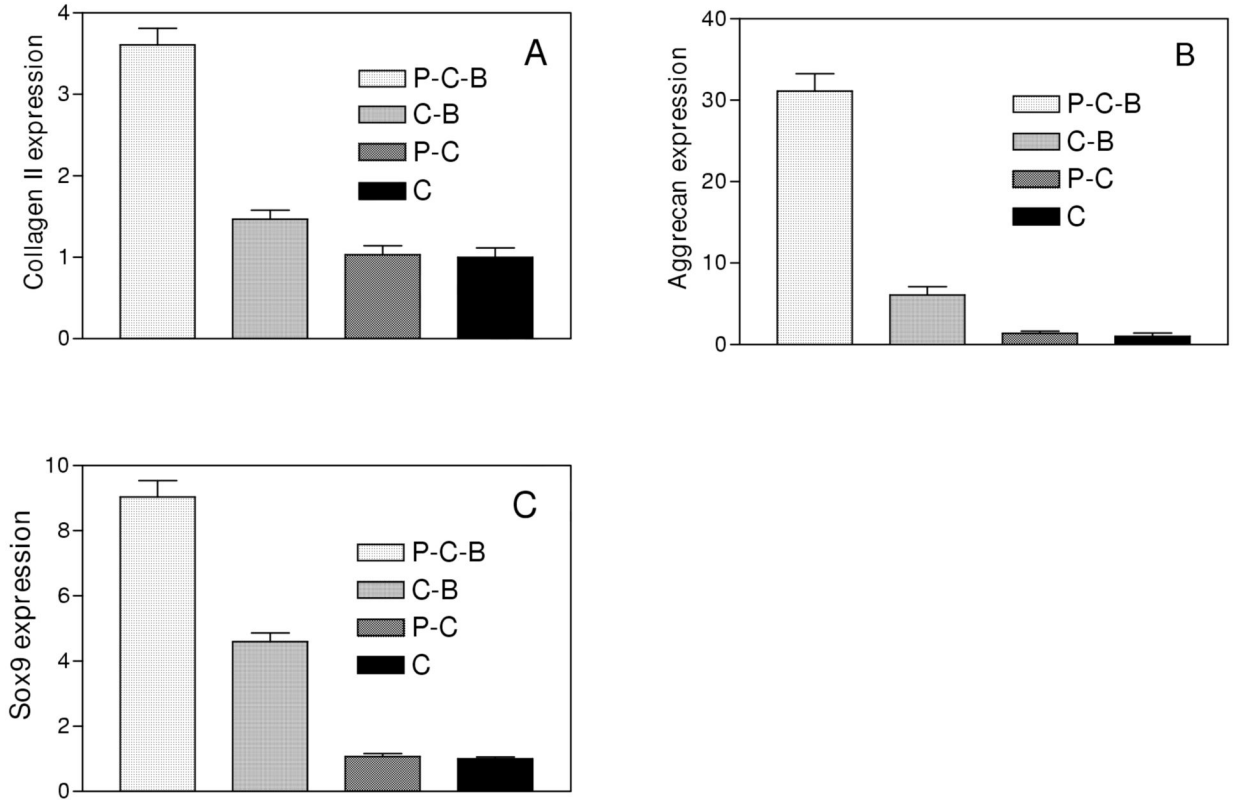 Collagen II expression
4
3
2
1
0
A
P-C-B
C-B
P-C
C
Aggrecan expression
40
30
20
10
0
B
P-C-B
C-B
P-C
C
Sox9 expression
10
8
6
4
2
0
C
P-C-B
C-B
P-C
C